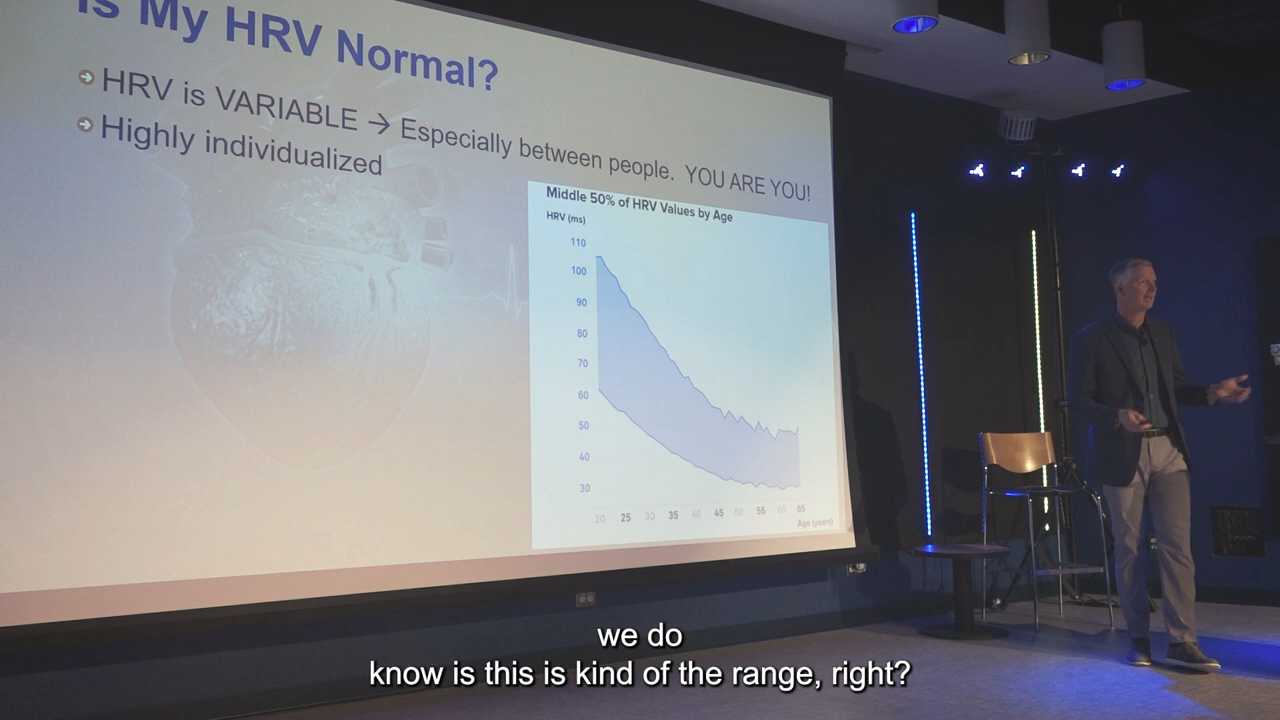 Is My HRV Normal?
HRV is VARIABLE → Especially between people. YOU ARE YOU!
Highly individualized
Middle 50% of HRV Values by Age
HRV (ms)
110
100
90
80
70
60
50
40
30
20 25 30 35 40 45 50 55 60 65
Age (years)
we do
know is this is kind of the range, right?